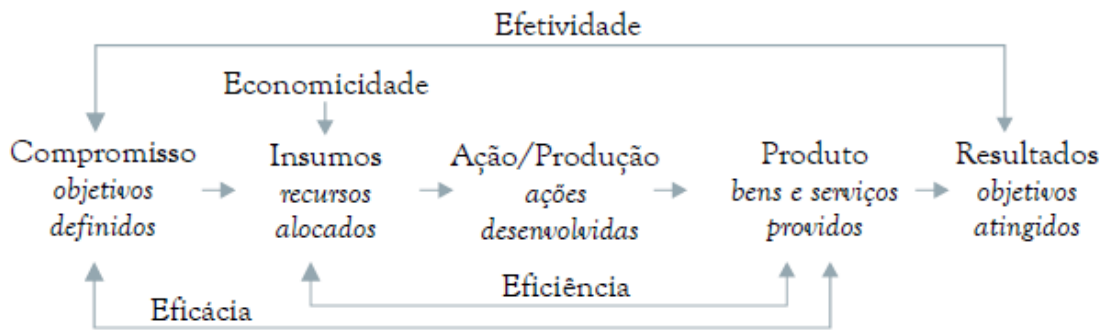 Efetividade
Economicidade
Compromisso
objetivos
definidos
Insumos
recursos
alocados
Ação/Produção
ações
desenvolvidas
Produto
bens e serviços
providos
Resultados
objetivos
atingidos
Eficiência
Eficácia